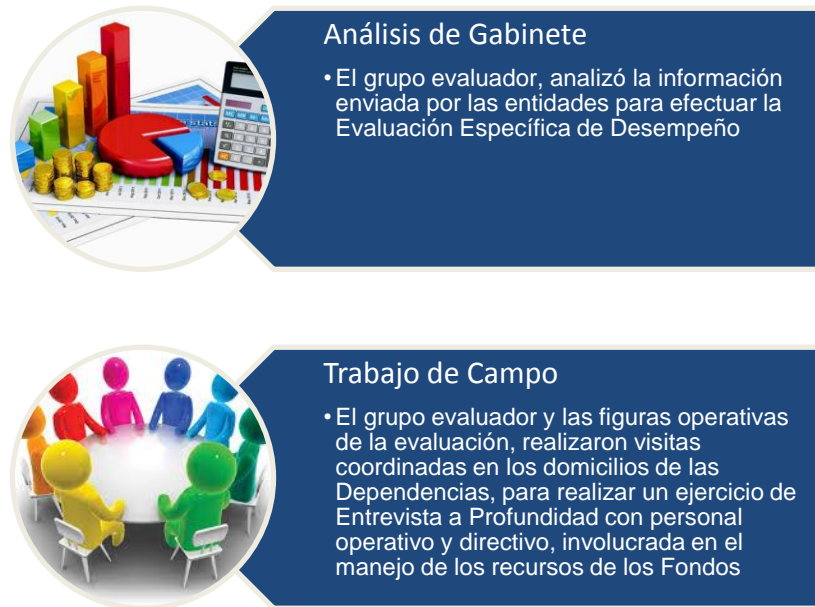 Análisis de Gabinete
•El grupo evaluador, analizó la información
enviada por las entidades para efectuar la
Evaluación Específica de Desempeño
Trabajo de Campo
•El grupo evaluador y las figuras operativas
de la evaluación, realizaron visitas
coordinadas en los domicilios de las
Dependencias, para realizar un ejercicio de
Entrevista a Profundidad con personal
operativo y directivo, involucrada en el
manejo de los recursos de los Fondos